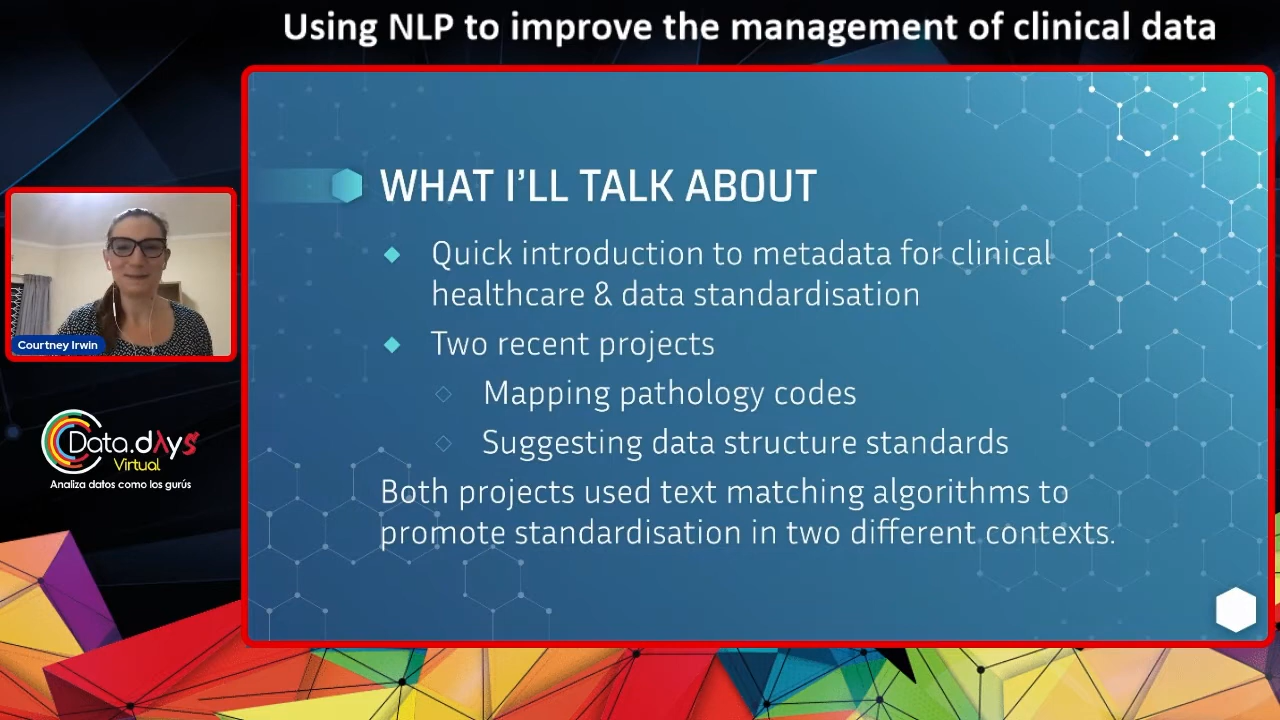 Using NLP to improve the management of clinical data
WHAT I'LL TALK ABOUT
Quick introduction to metadata for clinical
healthcare & data standardisation
Two recent projects
Mapping pathology codes
Suggesting data structure standards
Both projects used text matching algorithms to
promote standardisation in two different contexts.
Courtney Irwin
Data.dAys
Virtual
Analiza datos como los gurús